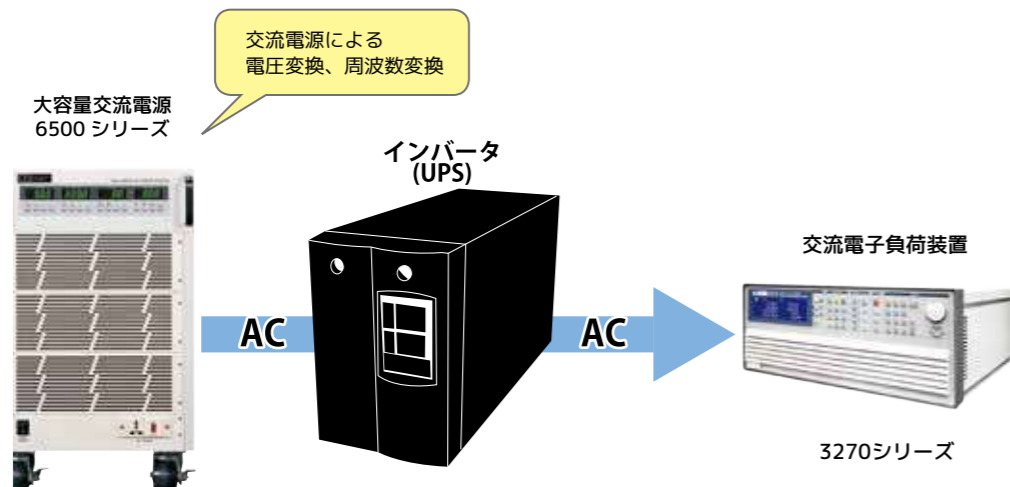 交流電源による
電圧変換、周波数変換
大容量交流電源
6500 シリーズ
インバータ
(UPS)
AC
AC
交流電子負荷装置
3270シリーズ